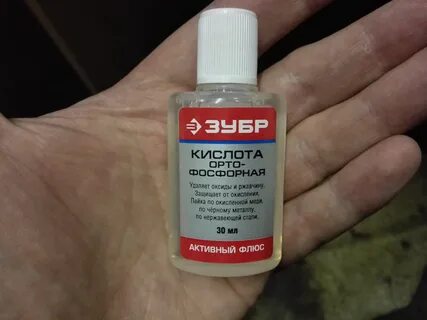 ЗУБР
КИСЛОТА
ОРТО-
ФОСФОРНАЯ
Удаляет оксиды и ржавчину.
Защищает от окисления.
Пайка по окисленной меди,
по чёрному металлу,
по нержавеющей стали.
30 мл
АКТИВНЫЙ ФЛЮС